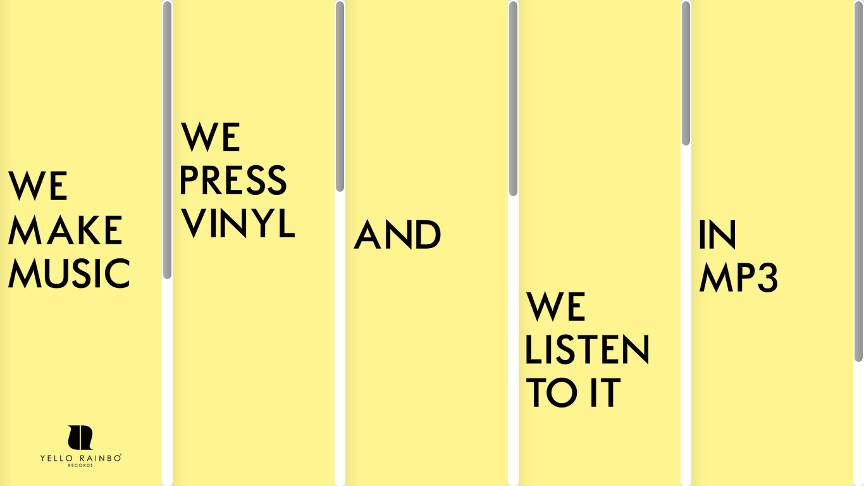 WE
MAKE
MUSIC
WE
PRESS
VINYL
AND
WE
LISTEN
TO IT
IN
MP3
YELLO RAINBO
RECORDS